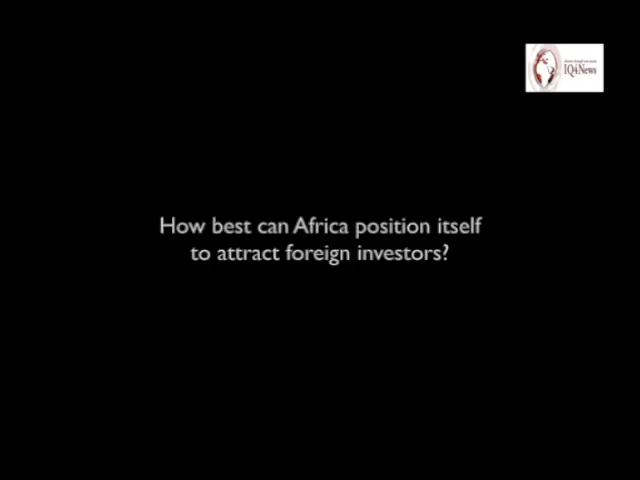 IQ4News
How best can Africa position itself
to attract foreign investors?